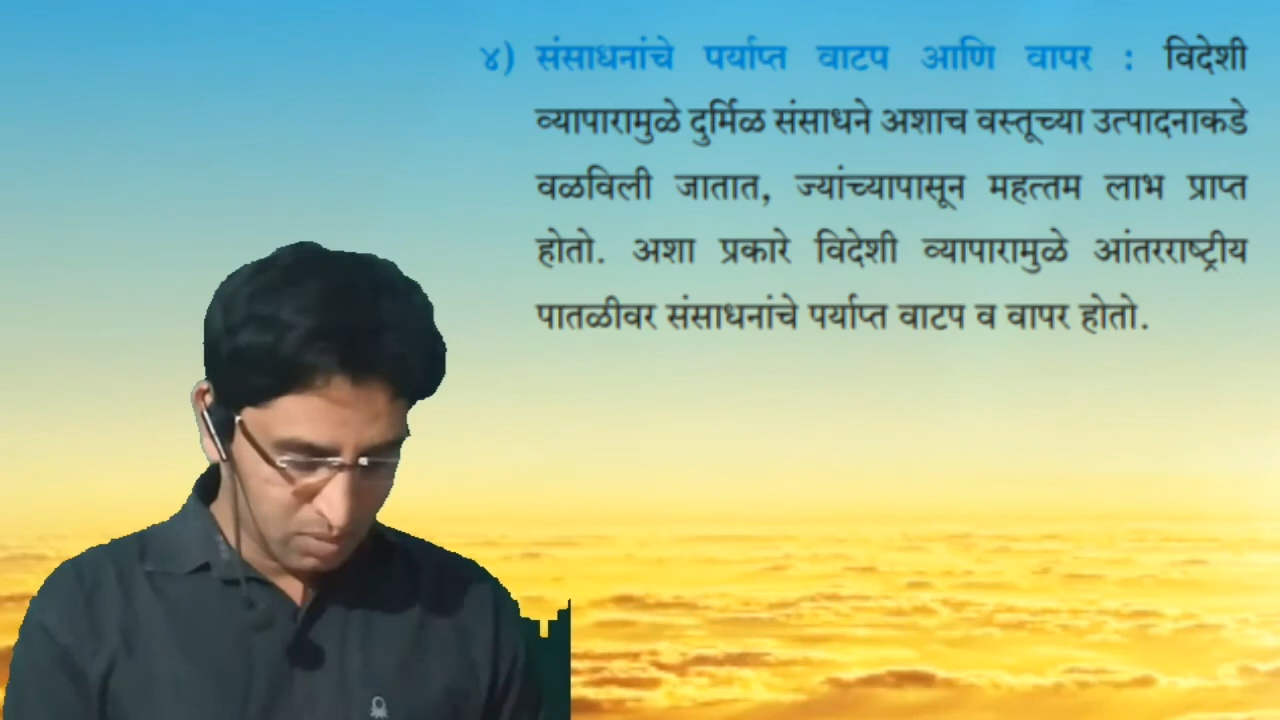 ४) संसाधनांचे पर्याप्त वाटप आणि वापर : विदेशी
व्यापारामुळे दुर्मिळ संसाधने अशाच वस्तूच्या उत्पादनाकडे
वळविली जातात, ज्यांच्यापासून महत्तम लाभ प्राप्त
होतो. अशा प्रकारे विदेशी व्यापारामुळे आंतरराष्ट्रीय
पातळीवर संसाधनांचे पर्याप्त वाटप व वापर होतो.